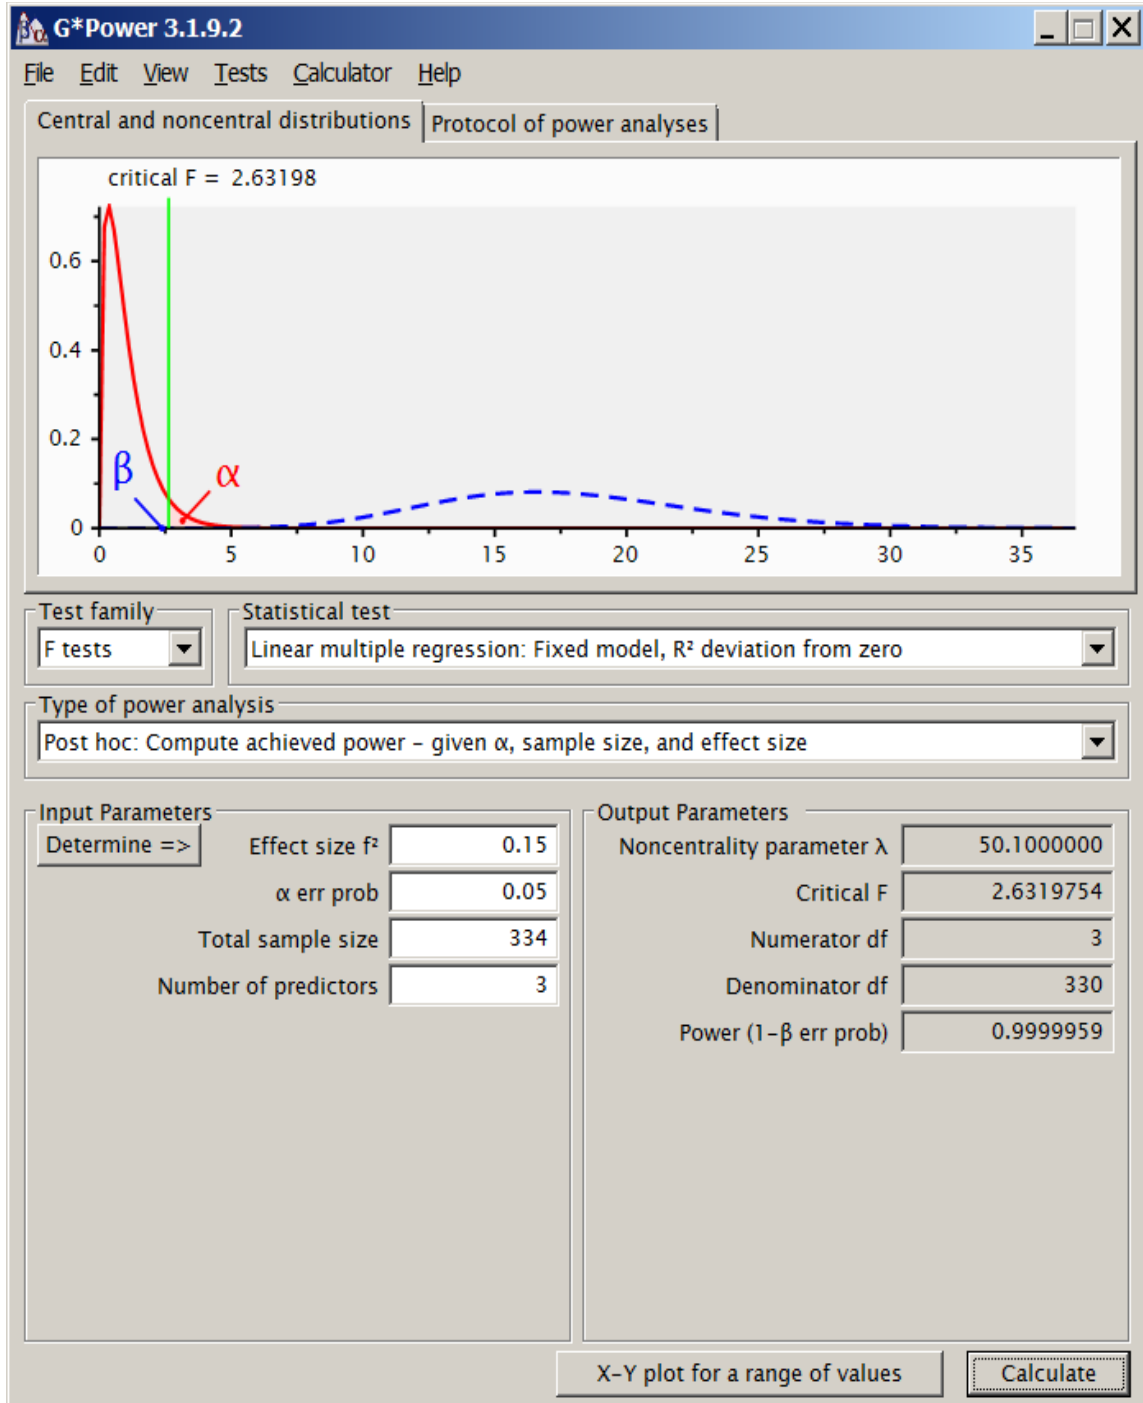 G*Power 3.1.9.2
File Edit View Tests Calculator Help
Central and noncentral distributions Protocol of power analyses
critical F = 2.63198
0.6
0.4
0.2
β α
0
0 5 10 15 20 25 30 35
Test family Statistical test
F tests Linear multiple regression: Fixed model, R² deviation from zero
Type of power analysis
Post hoc: Compute achieved power – given α, sample size, and effect size
Input Parameters Output Parameters
Determine => Effect size f² 0.15 Noncentrality parameter λ 50.1000000
α err prob 0.05 Critical F 2.6319754
Total sample size 334 Numerator df 3
Number of predictors 3 Denominator df 330
Power (1–β err prob) 0.9999959
X–Y plot for a range of values Calculate